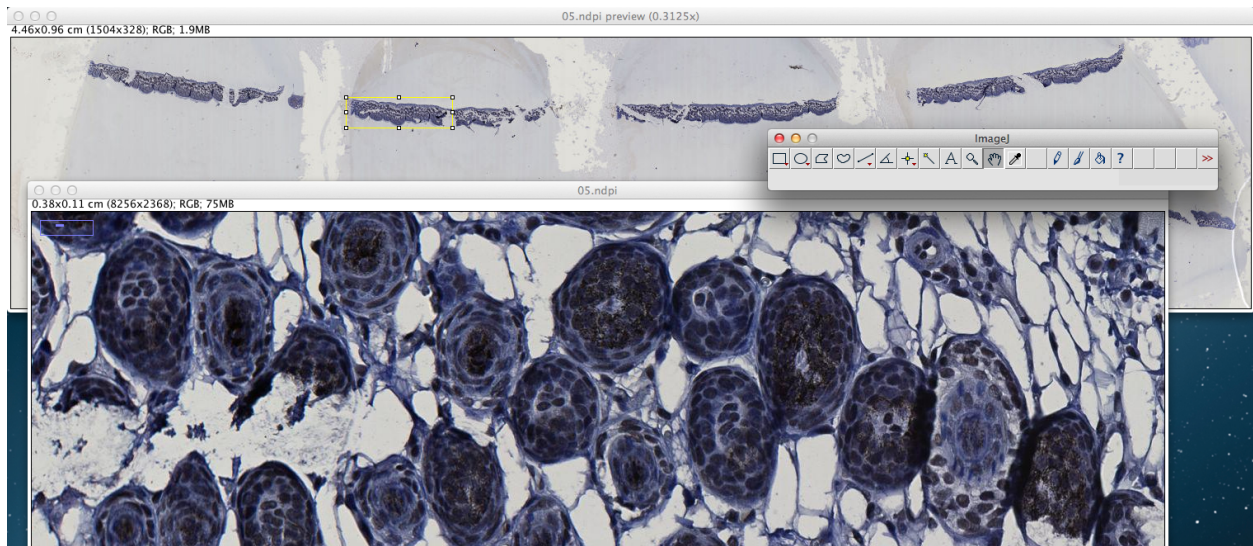 05.ndpi preview (0.3125x)
4.46x0.96 cm (1504x328); RGB; 1.9MB
ImageJ
A ?
>>
05.ndpi
0.38x0.11 cm (8256x2368); RGB; 75MB